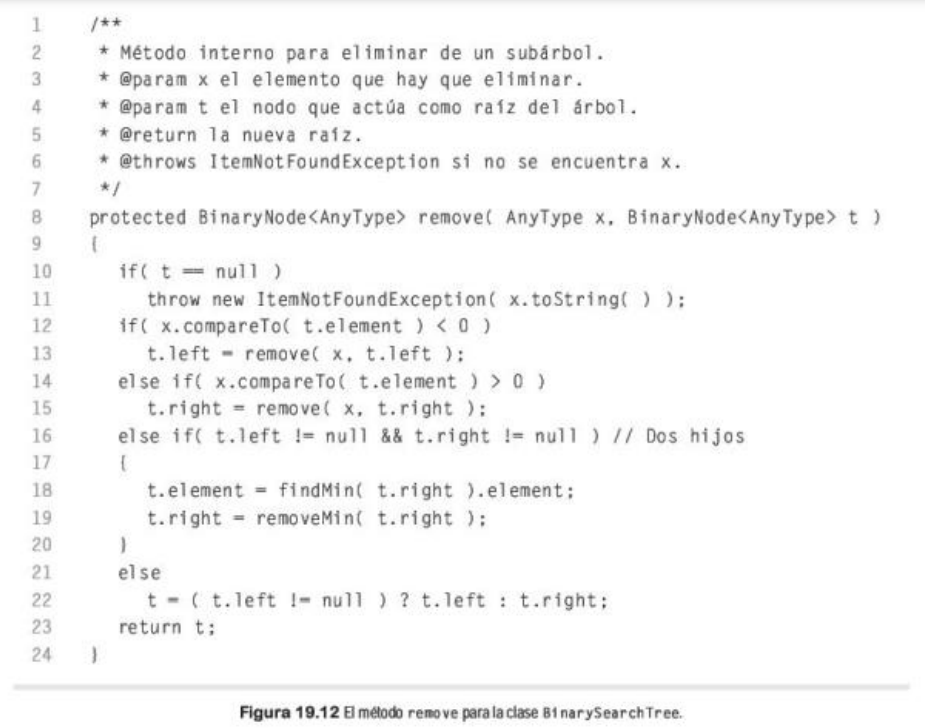 1 /**
2 * Método interno para eliminar de un subárbol.
3 * @param x el elemento que hay que eliminar.
4 * @param t el nodo que actúa como raíz del árbol.
5 * @return la nueva raíz.
6 * @throws ItemNotFoundException si no se encuentra x.
7 */
8 protected BinaryNode<AnyType> remove( AnyType x, BinaryNode<AnyType> t )
9 {
10 if( t == null )
11 throw new ItemNotFoundException( x.toString( ) );
12 if( x.compareTo( t.element ) < 0 )
13 t.left = remove( x, t.left );
14 else if( x.compareTo( t.element ) > 0 )
15 t.right = remove( x, t.right );
16 else if( t.left != null && t.right != null ) // Dos hijos
17 {
18 t.element = findMin( t.right ).element;
19 t.right = removeMin( t.right );
20 }
21 else
22 t = ( t.left != null ) ? t.left : t.right;
23 return t;
24 }
Figura 19.12 El método remove para la clase BinarySearchTree.